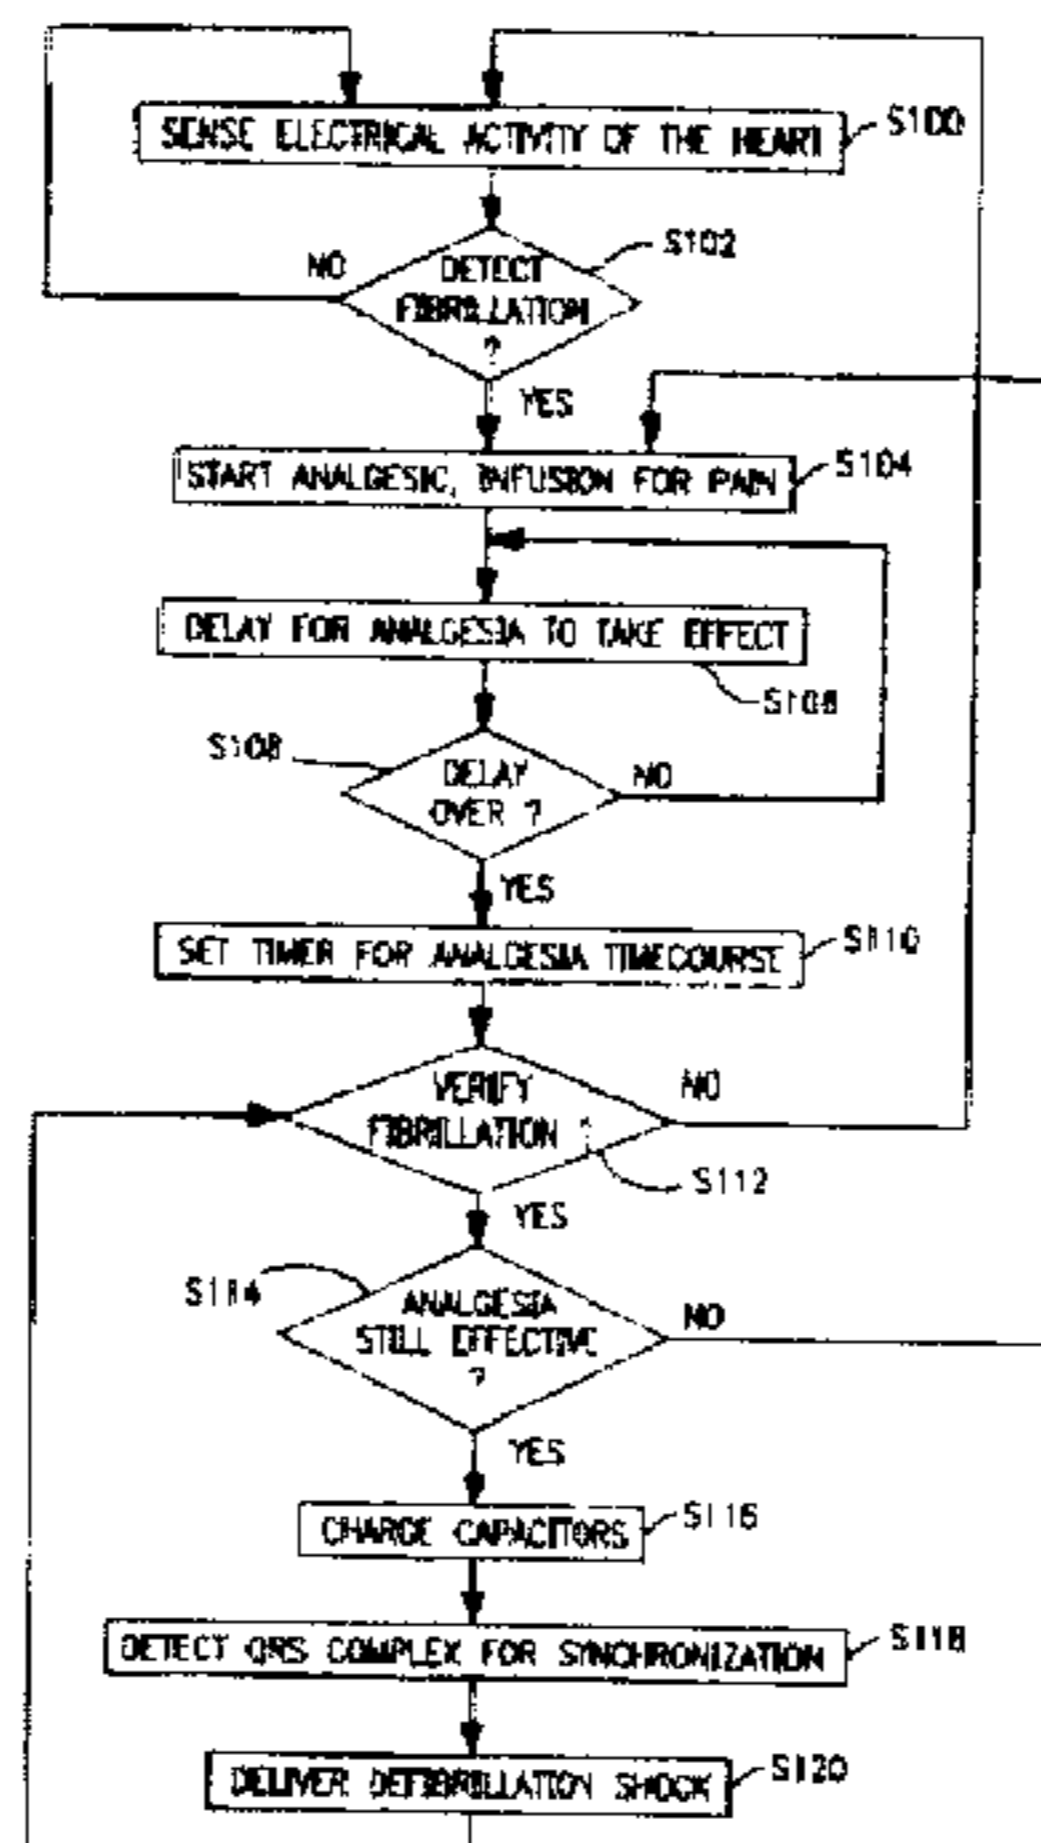 SENSE ELECTRICAL ACTIVITY OF THE HEART
S100
S102
NO
DETECT
FIBRILLATION
?
YES
START ANALGESIC, INFUSION FOR PAIN
S104
DELAY FOR ANALGESIA TO TAKE EFFECT
S106
S108
DELAY
OVER ?
NO
YES
SET TIMER FOR ANALGESIA TIMECOURSE
S110
VERIFY
FIBRILLATION ?
NO
S112
YES
S114
ANALGESIA
STILL EFFECTIVE
?
NO
YES
CHARGE CAPACITORS
S116
DETECT QRS COMPLEX FOR SYNCHRONIZATION
S118
DELIVER DEFIBRILLATION SHOCK
S120